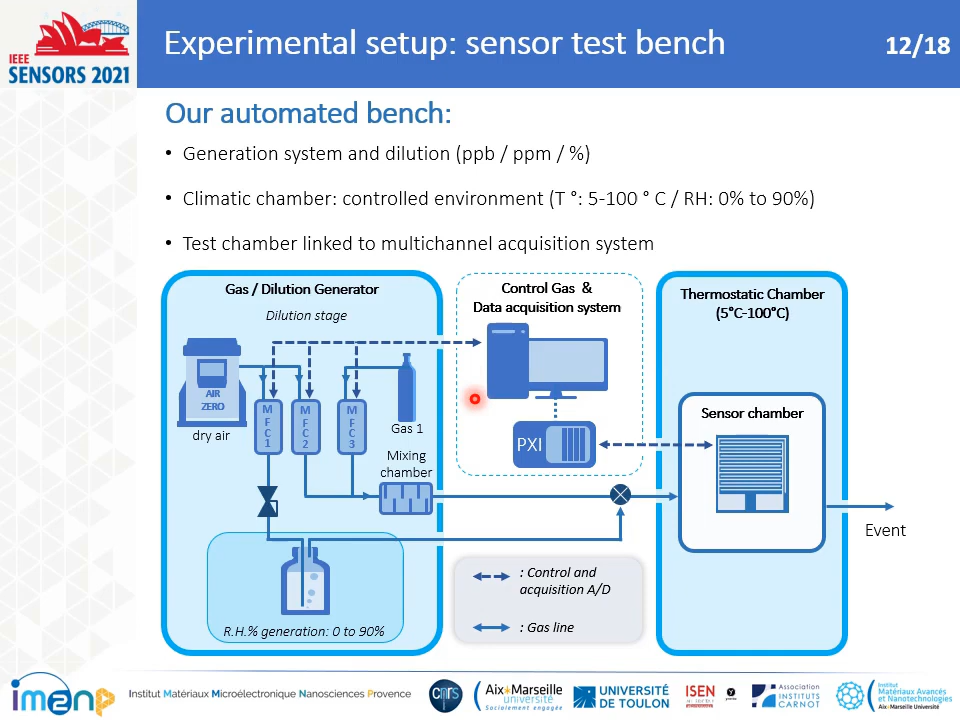 IEEE
SENSORS 2021
Experimental setup: sensor test bench
12/18
Our automated bench:
• Generation system and dilution (ppb / ppm / %)
• Climatic chamber: controlled environment (T °: 5-100 ° C / RH: 0% to 90%)
• Test chamber linked to multichannel acquisition system
Gas / Dilution Generator
Dilution stage
AIR
ZERO
dry air
MFC1
MFC2
MFC3
Gas 1
Mixing
chamber
R.H.% generation: 0 to 90%
Control Gas &
Data acquisition system
PXI
: Control and
acquisition A/D
: Gas line
Thermostatic Chamber
(5°C-100°C)
Sensor chamber
Event
im2np
Institut Matériaux Microélectronique Nanosciences Provence
cnrs
Aix*Marseille
université
Socialement engagée
UNIVERSITÉ
DE TOULON
ISEN
Association
INSTITUTS
CARNOT
Institut
Matériaux Avancés
et Nanotechnologies
Aix*Marseille Université